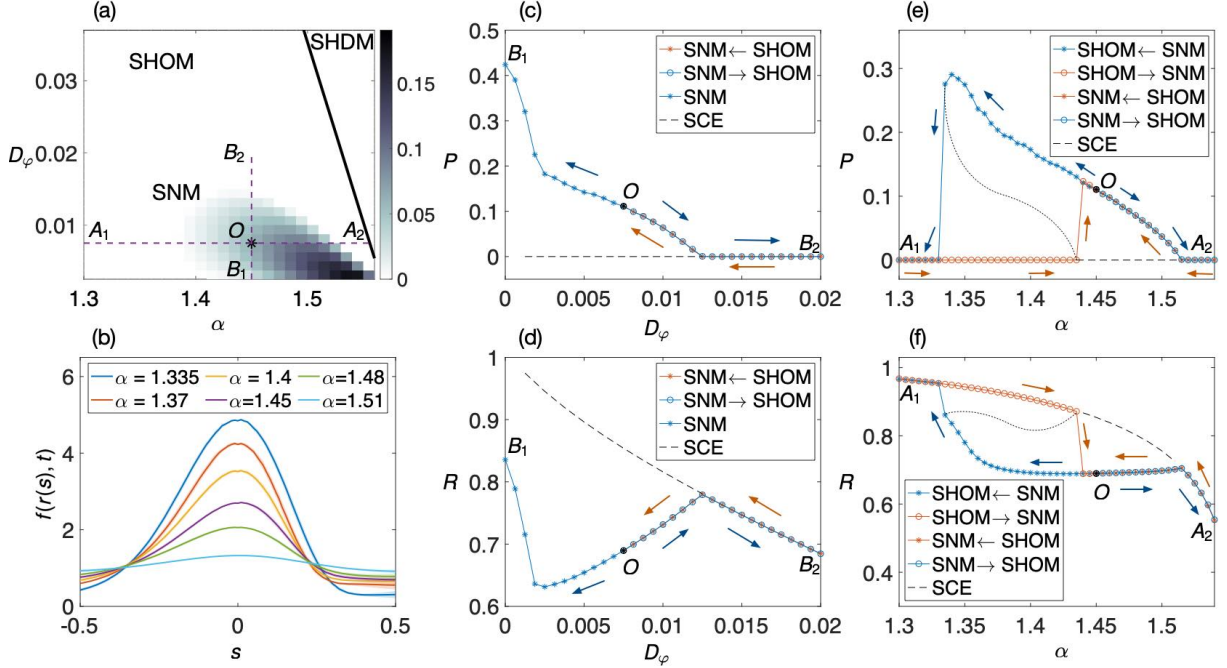 (a)
SHOM
SHDM
0.03
0.02
0.01
Dφ
SNM
B2
A1
O
A2
B1
1.3
1.4
1.5
α
0.15
0.1
0.05
0
(b)
6
4
2
0
f(r(s), t)
α = 1.335
α = 1.4
α=1.48
α = 1.37
α=1.45
α=1.51
-0.5
0
0.5
s
(c)
0.5
0.4
0.3
0.2
0.1
0
P
B1
SNM← SHOM
SNM→ SHOM
SNM
SCE
O
B2
0
0.005
0.01
0.015
0.02
Dφ
(d)
1
0.9
0.8
0.7
0.6
R
B1
SNM← SHOM
SNM→ SHOM
SNM
SCE
O
B2
0
0.005
0.01
0.015
0.02
Dφ
(e)
0.3
0.2
0.1
0
P
SHOM← SNM
SHOM→ SNM
SNM← SHOM
SNM→ SHOM
SCE
O
A1
A2
1.3
1.35
1.4
1.45
1.5
α
(f)
1
0.8
0.6
0.4
R
A1
O
A2
SHOM← SNM
SHOM→ SNM
SNM← SHOM
SNM→ SHOM
SCE
1.3
1.35
1.4
1.45
1.5
α